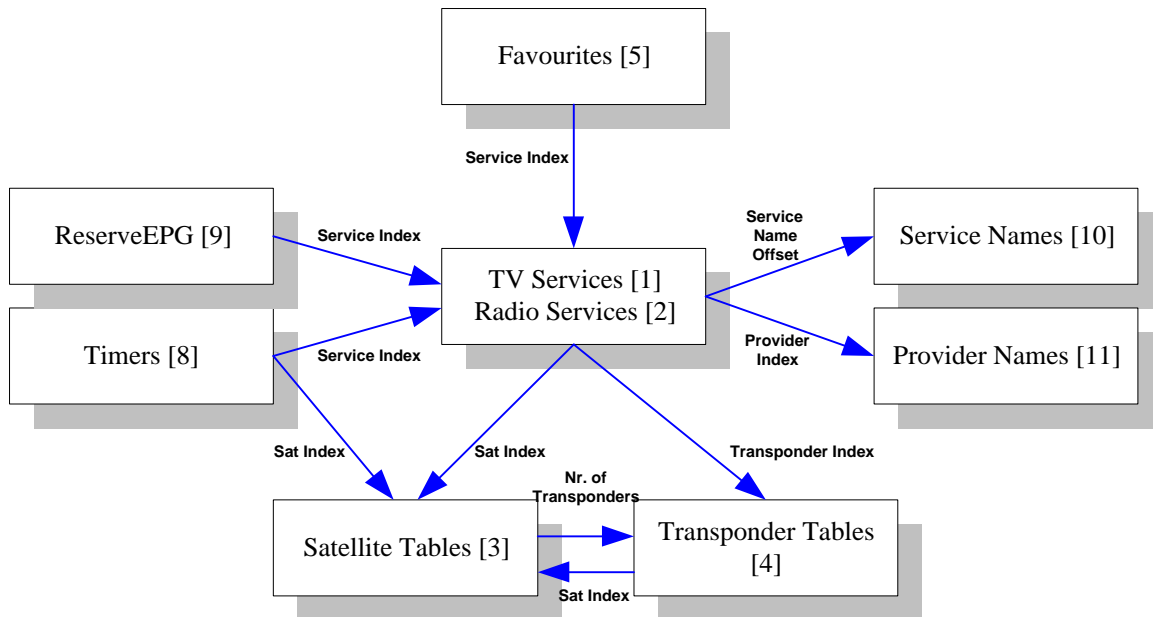 Favourites [5]
Service Index
ReserveEPG [9]
Service Index
Service
Name
Offset
Service Names [10]
TV Services [1]
Radio Services [2]
Timers [8]
Service Index
Provider
Index
Provider Names [11]
Sat Index
Sat Index
Transponder Index
Nr. of
Transponders
Satellite Tables [3]
Transponder Tables
[4]
Sat Index